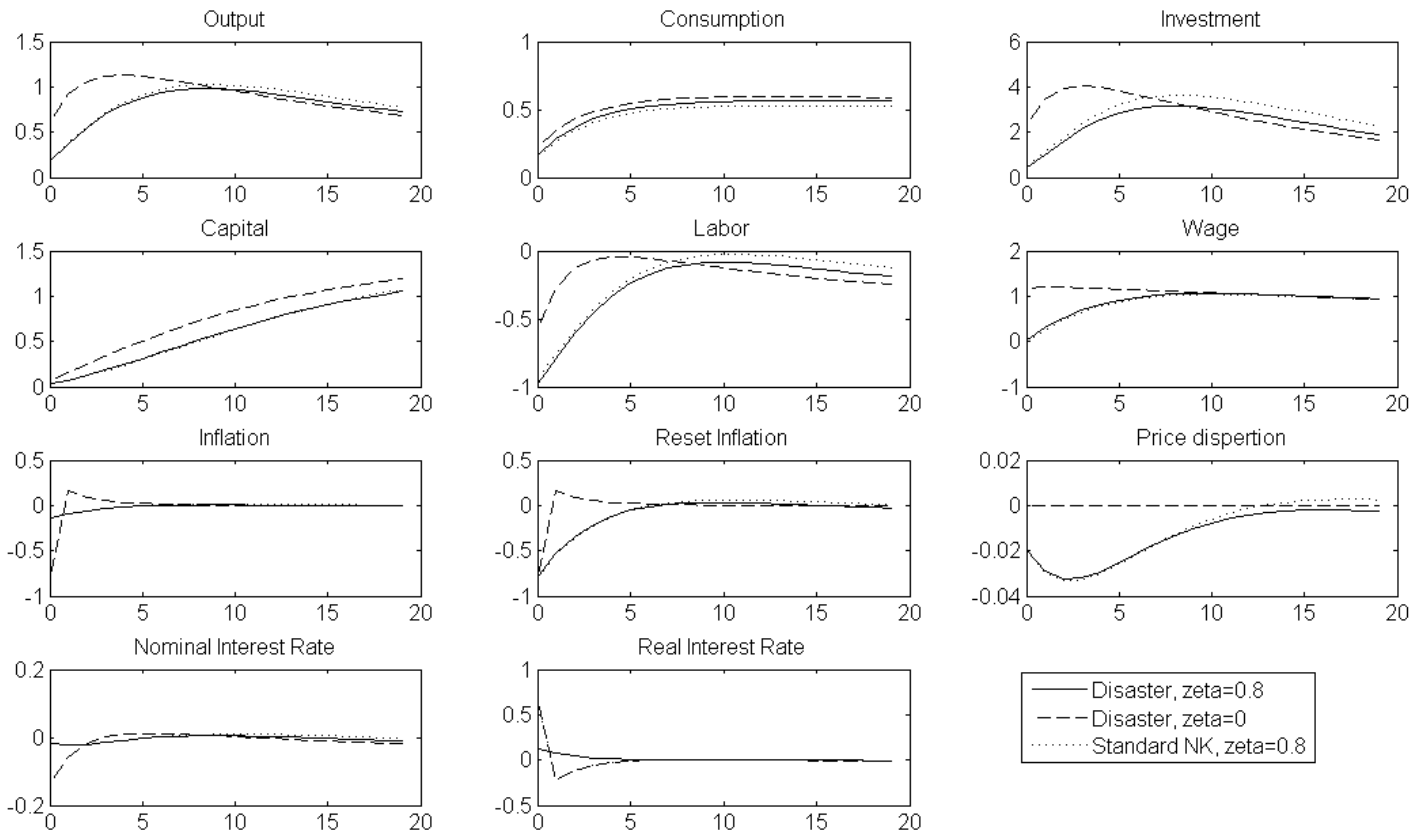 Output
Consumption
Investment
1.5
1
0.5
0
0 5 10 15 20
1
0.5
0
0 5 10 15 20
6
4
2
0
0 5 10 15 20
Capital
Labor
Wage
1.5
1
0.5
0
0 5 10 15 20
0
-0.5
-1
0 5 10 15 20
2
1
0
-1
0 5 10 15 20
Inflation
Reset Inflation
Price dispertion
0.5
0
-0.5
-1
0 5 10 15 20
0.5
0
-0.5
-1
0 5 10 15 20
0.02
0
-0.02
-0.04
0 5 10 15 20
Nominal Interest Rate
Real Interest Rate
0.2
0
-0.2
0 5 10 15 20
1
0.5
0
-0.5
0 5 10 15 20
Disaster, zeta=0.8
Disaster, zeta=0
Standard NK, zeta=0.8